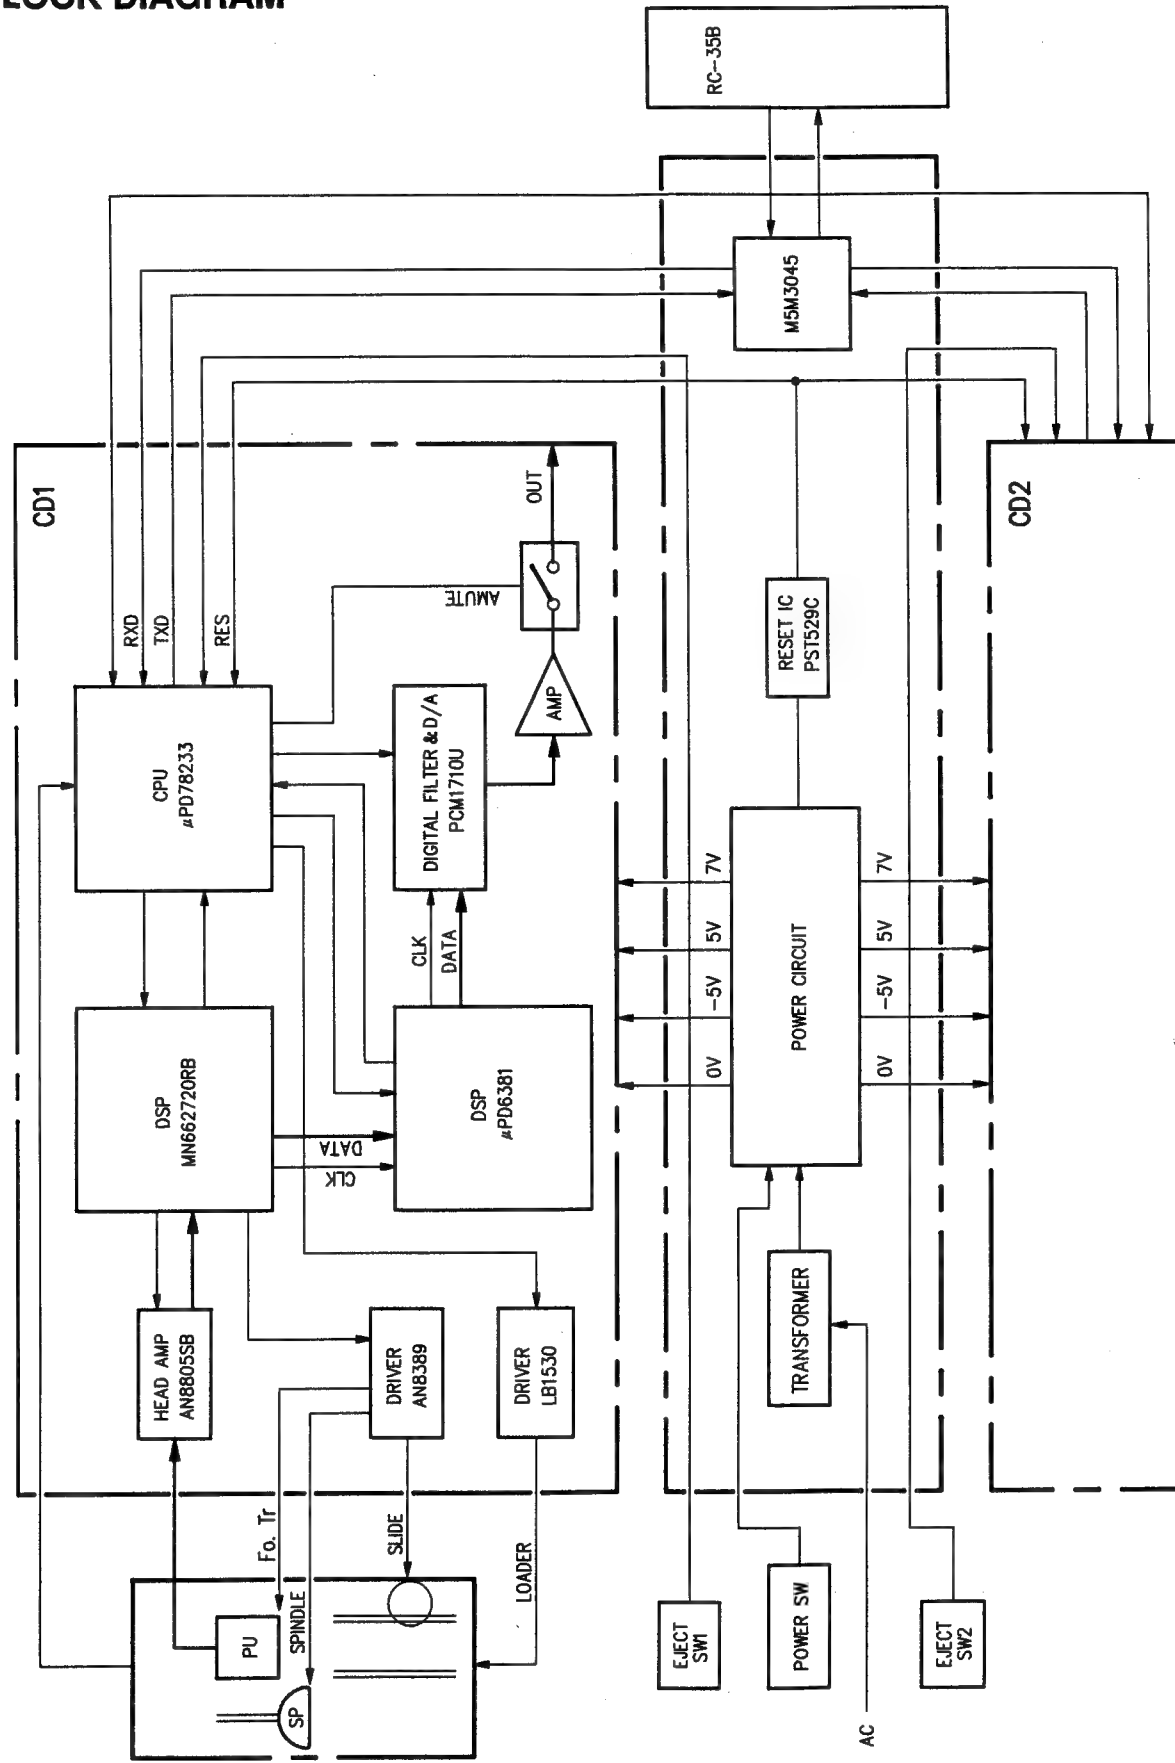 BLOCK DIAGRAM
RC-35B
CD1
RXD
TXD
RES
CPU
μPD78233
AMUTE
OUT
AMP
DIGITAL FILTER & D/A
PCM1710U
CLK
DATA
DSP
MN662720RB
CLK
DATA
DSP
μPD6381
HEAD AMP
AN8805SB
DRIVER
AN8389
DRIVER
LB1530
Fo. Tr
SPINDLE
SLIDE
LOADER
PU
SP
M5M3045
RESET IC
PST529C
POWER CIRCUIT
0V
-5V
5V
7V
0V
-5V
5V
7V
TRANSFORMER
EJECT
SW1
POWER SW
EJECT
SW2
AC
CD2